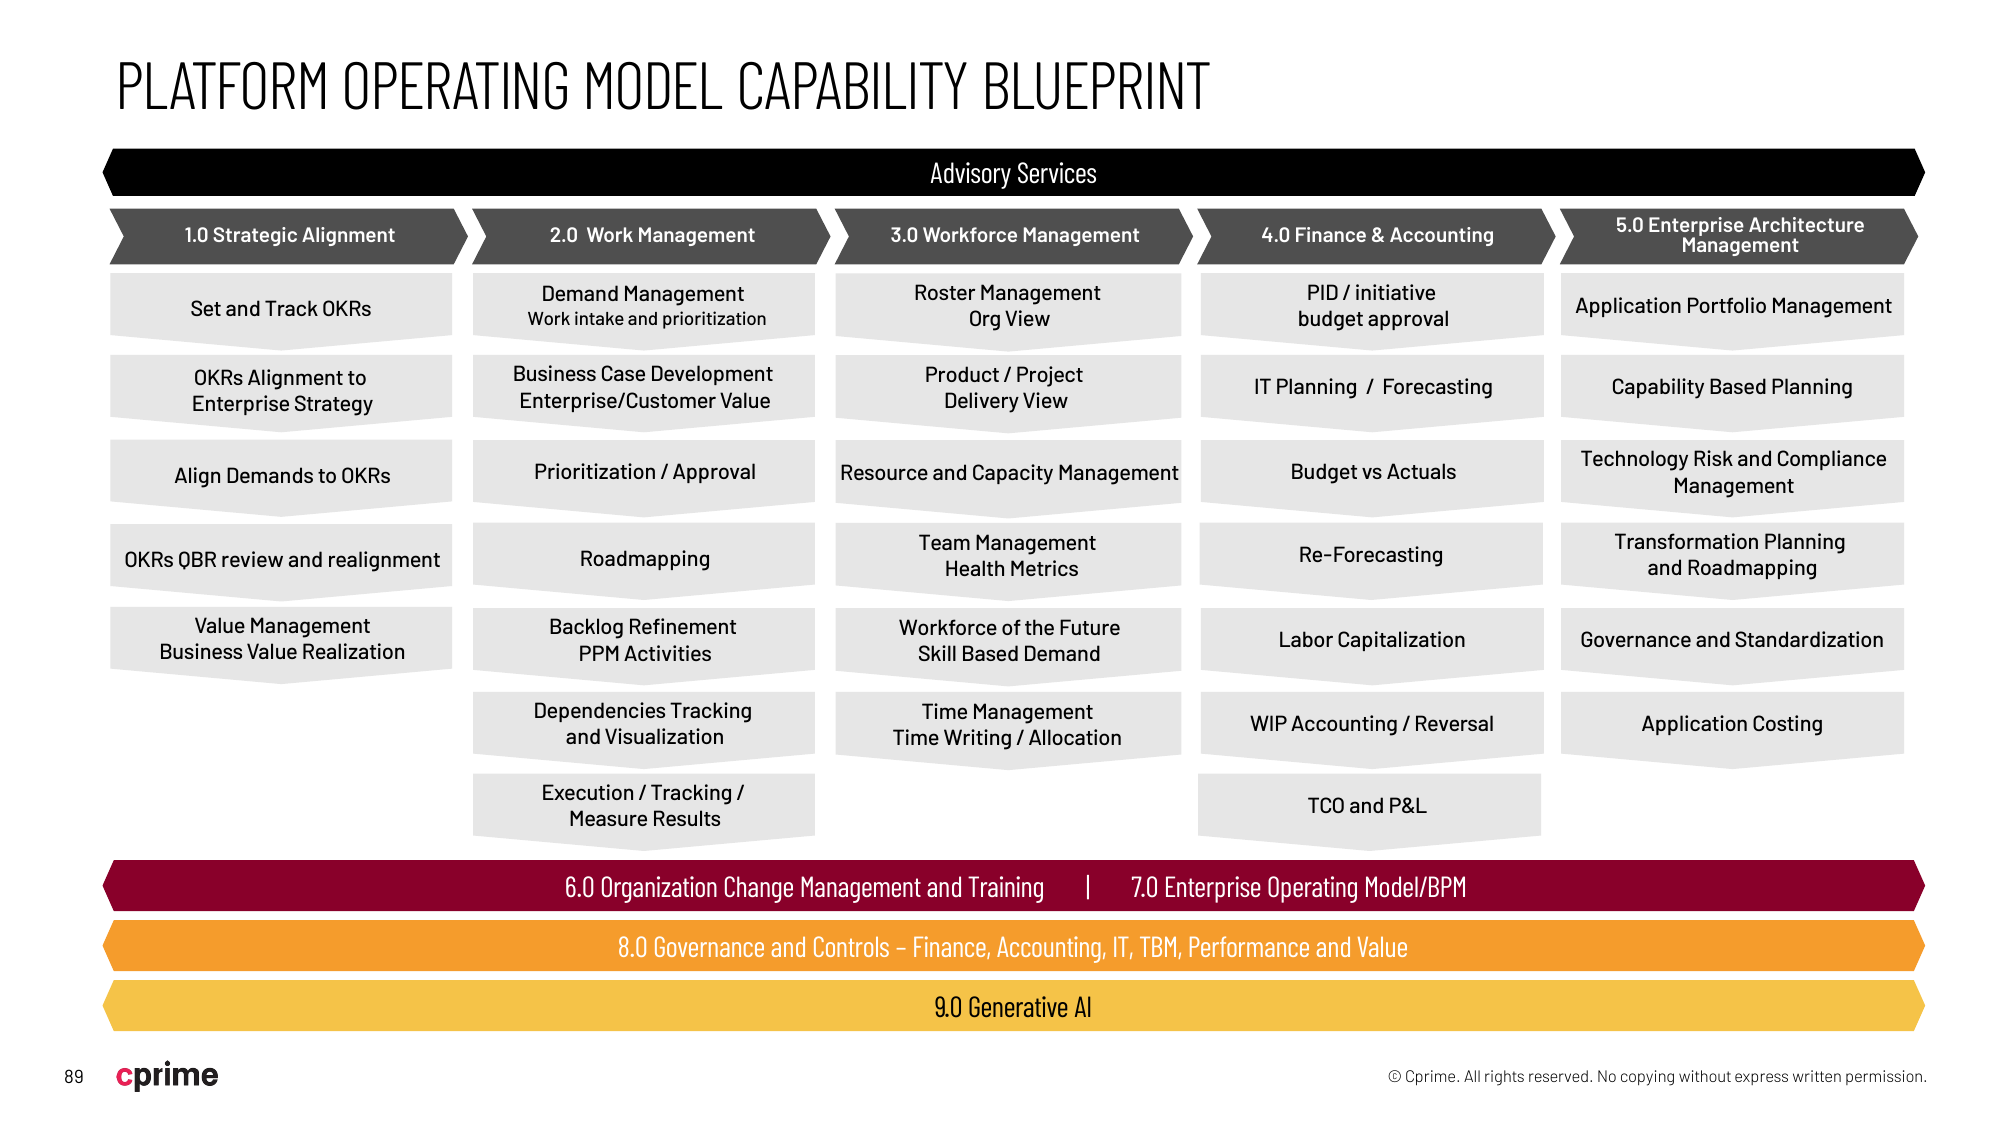 PLATFORM OPERATING MODEL CAPABILITY BLUEPRINT
Advisory Services
1.0 Strategic Alignment
Set and Track OKRs
OKRs Alignment to
Enterprise Strategy
Align Demands to OKRs
OKRs QBR review and realignment
Value Management
Business Value Realization
2.0 Work Management
Demand Management
Work intake and prioritization
Business Case Development
Enterprise/Customer Value
Prioritization / Approval
Roadmapping
Backlog Refinement
PPM Activities
Dependencies Tracking
and Visualization
Execution / Tracking /
Measure Results
3.0 Workforce Management
Roster Management
Org View
Product / Project
Delivery View
Resource and Capacity Management
Team Management
Health Metrics
Workforce of the Future
Skill Based Demand
Time Management
Time Writing / Allocation
4.0 Finance & Accounting
PID / initiative
budget approval
IT Planning / Forecasting
Budget vs Actuals
Re-Forecasting
Labor Capitalization
WIP Accounting / Reversal
TCO and P&L
5.0 Enterprise Architecture
Management
Application Portfolio Management
Capability Based Planning
Technology Risk and Compliance
Management
Transformation Planning
and Roadmapping
Governance and Standardization
Application Costing
6.0 Organization Change Management and Training | 7.0 Enterprise Operating Model/BPM
8.0 Governance and Controls – Finance, Accounting, IT, TBM, Performance and Value
9.0 Generative AI
89
cprime
© Cprime. All rights reserved. No copying without express written permission.